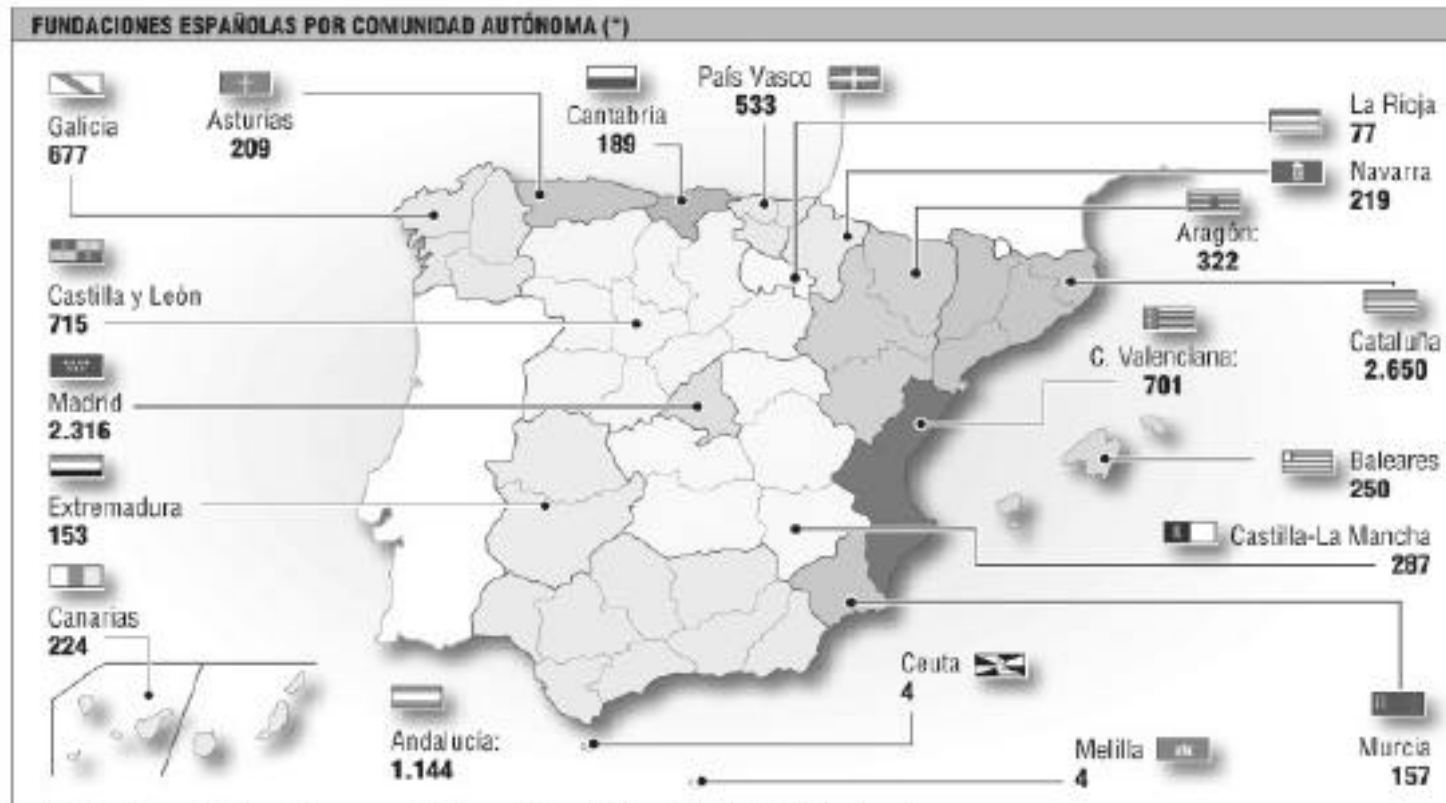 FUNDACIONES ESPAÑOLAS POR COMUNIDAD AUTÓNOMA (*)
Galicia
677
Asturias
209
Cantabria
189
País Vasco
533
La Rioja
77
Navarra
219
Aragón:
322
Castilla y León
715
Cataluña
2.650
C. Valenciana:
701
Madrid
2.316
Baleares
250
Extremadura
153
Castilla-La Mancha
287
Canarias
224
Ceuta
4
Andalucía:
1.144
Melilla
4
Murcia
157